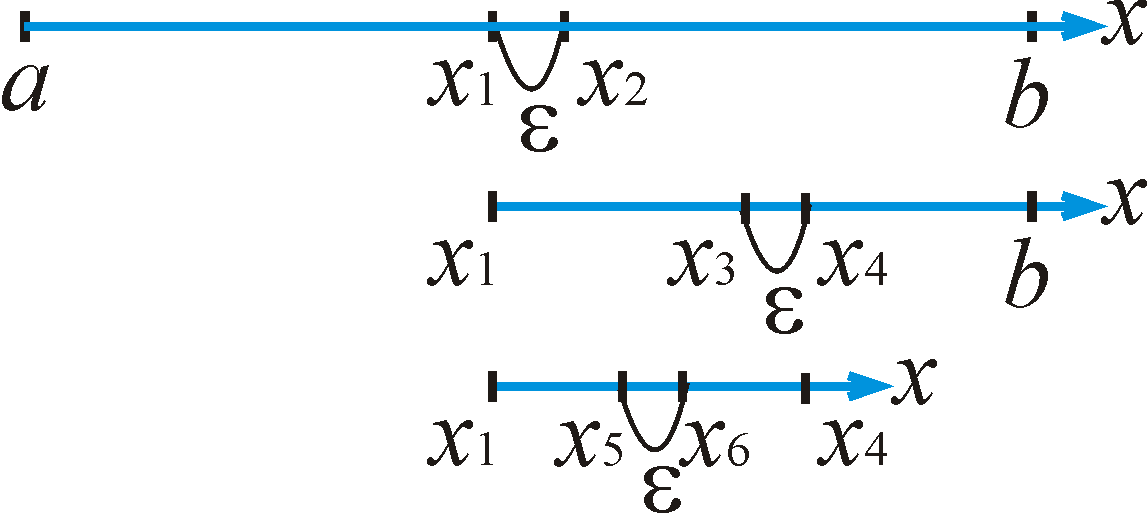 x
a x₁ x₂ b
ε
x
x₁ x₃ x₄ b
ε
x
x₁ x₅ x₆ x₄
ε